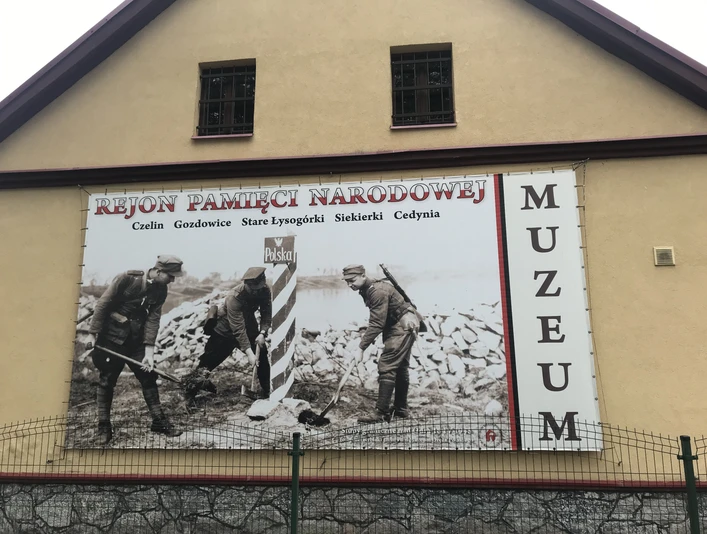 REJON PAMIĘCI NARODOWEJ
Czelin Gozdowice Stare Łysogórki Siekierki Cedynia
Polska
MUZEUM